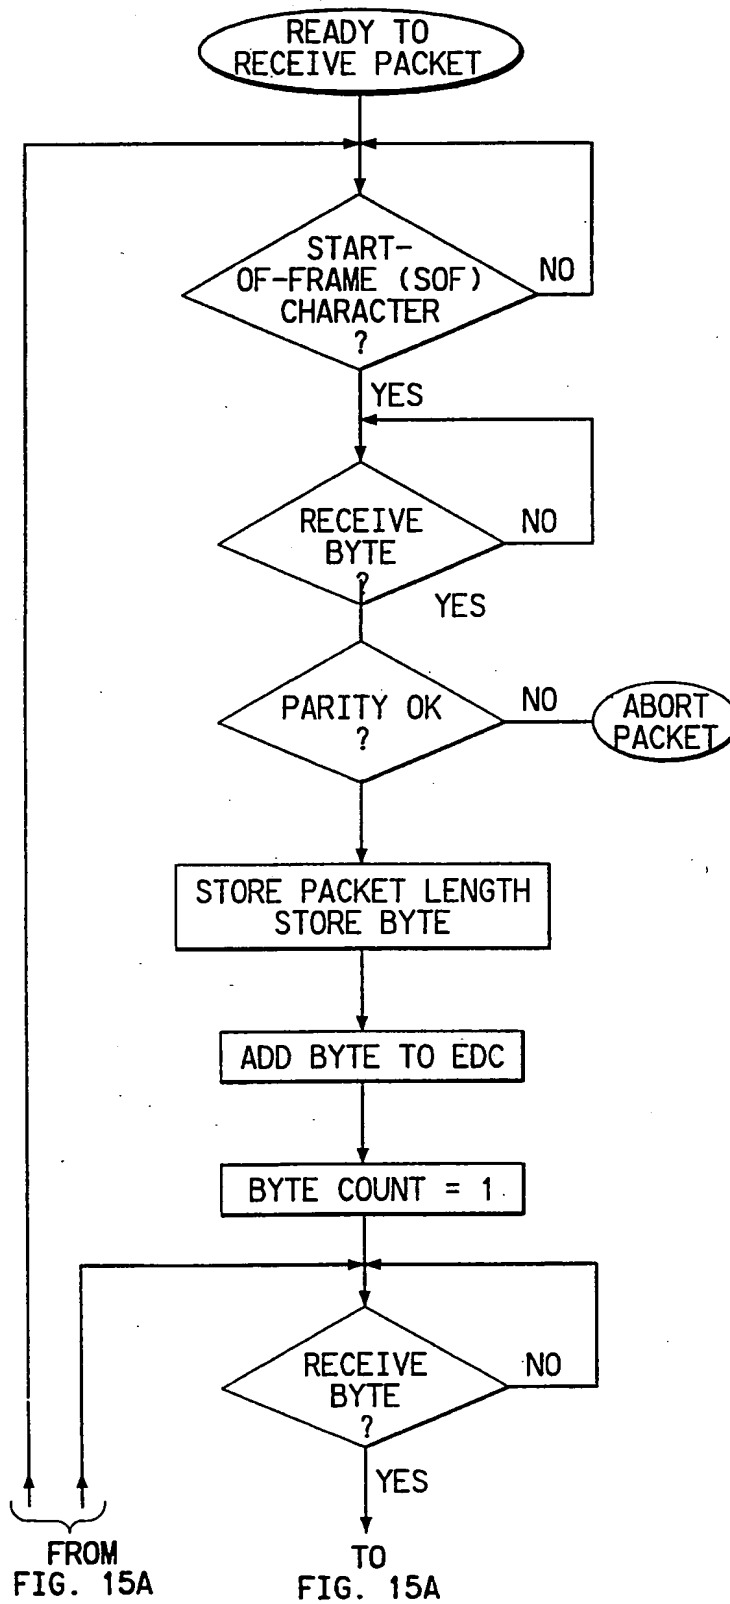 READY TO
RECEIVE PACKET
START-
OF-FRAME (SOF)
CHARACTER
?
NO
YES
RECEIVE
BYTE
?
NO
YES
PARITY OK
?
NO
ABORT
PACKET
STORE PACKET LENGTH
STORE BYTE
ADD BYTE TO EDC
BYTE COUNT = 1
RECEIVE
BYTE
?
NO
YES
FROM
FIG. 15A
TO
FIG. 15A